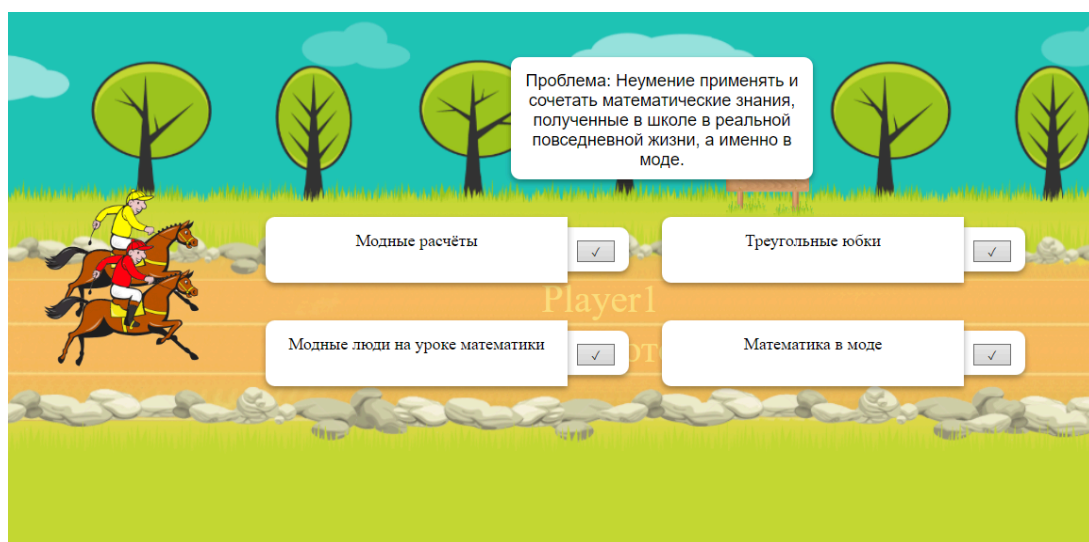 Проблема: Неумение применять и
сочетать математические знания,
полученные в школе в реальной
повседневной жизни, а именно в
моде.
Модные расчёты
✓
Треугольные юбки
✓
Player1
Модные люди на уроке математики
✓
Математика в моде
✓